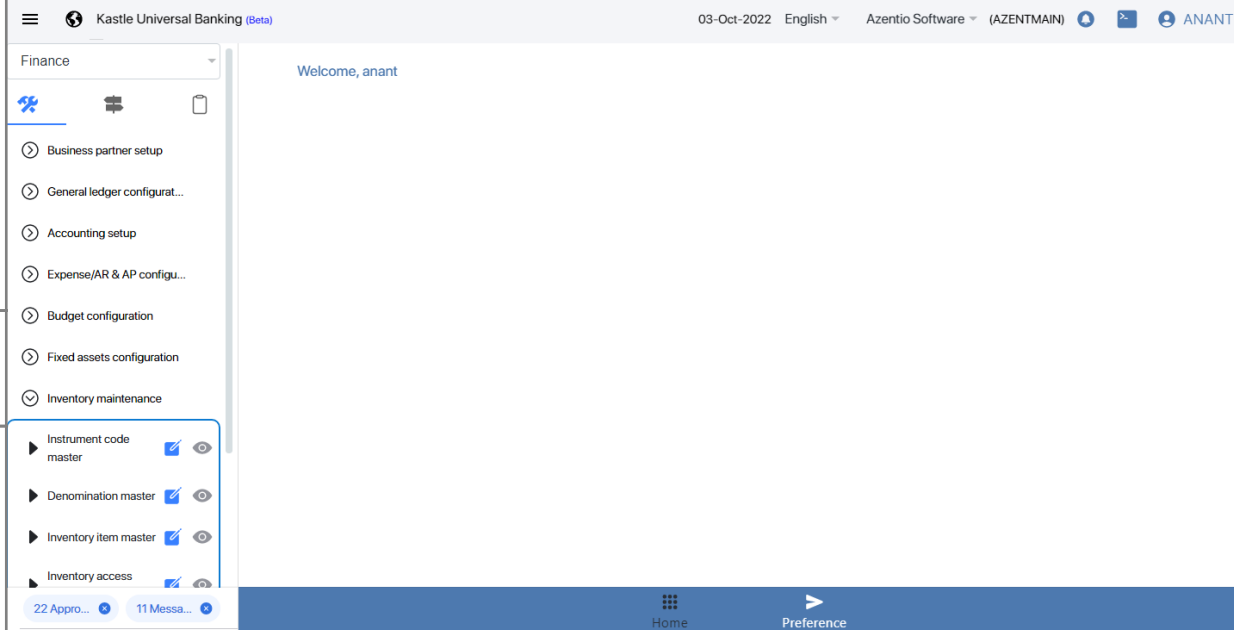 Kastle Universal Banking (Beta)
03-Oct-2022 English Azentio Software (AZENTMAIN) ANANT
Finance
Welcome, anant
Business partner setup
General ledger configurat...
Accounting setup
Expense/AR & AP configu...
Budget configuration
Fixed assets configuration
Inventory maintenance
Instrument code
master
Denomination master
Inventory item master
Inventory access
22 Appro...
11 Messa...
Home
Preference